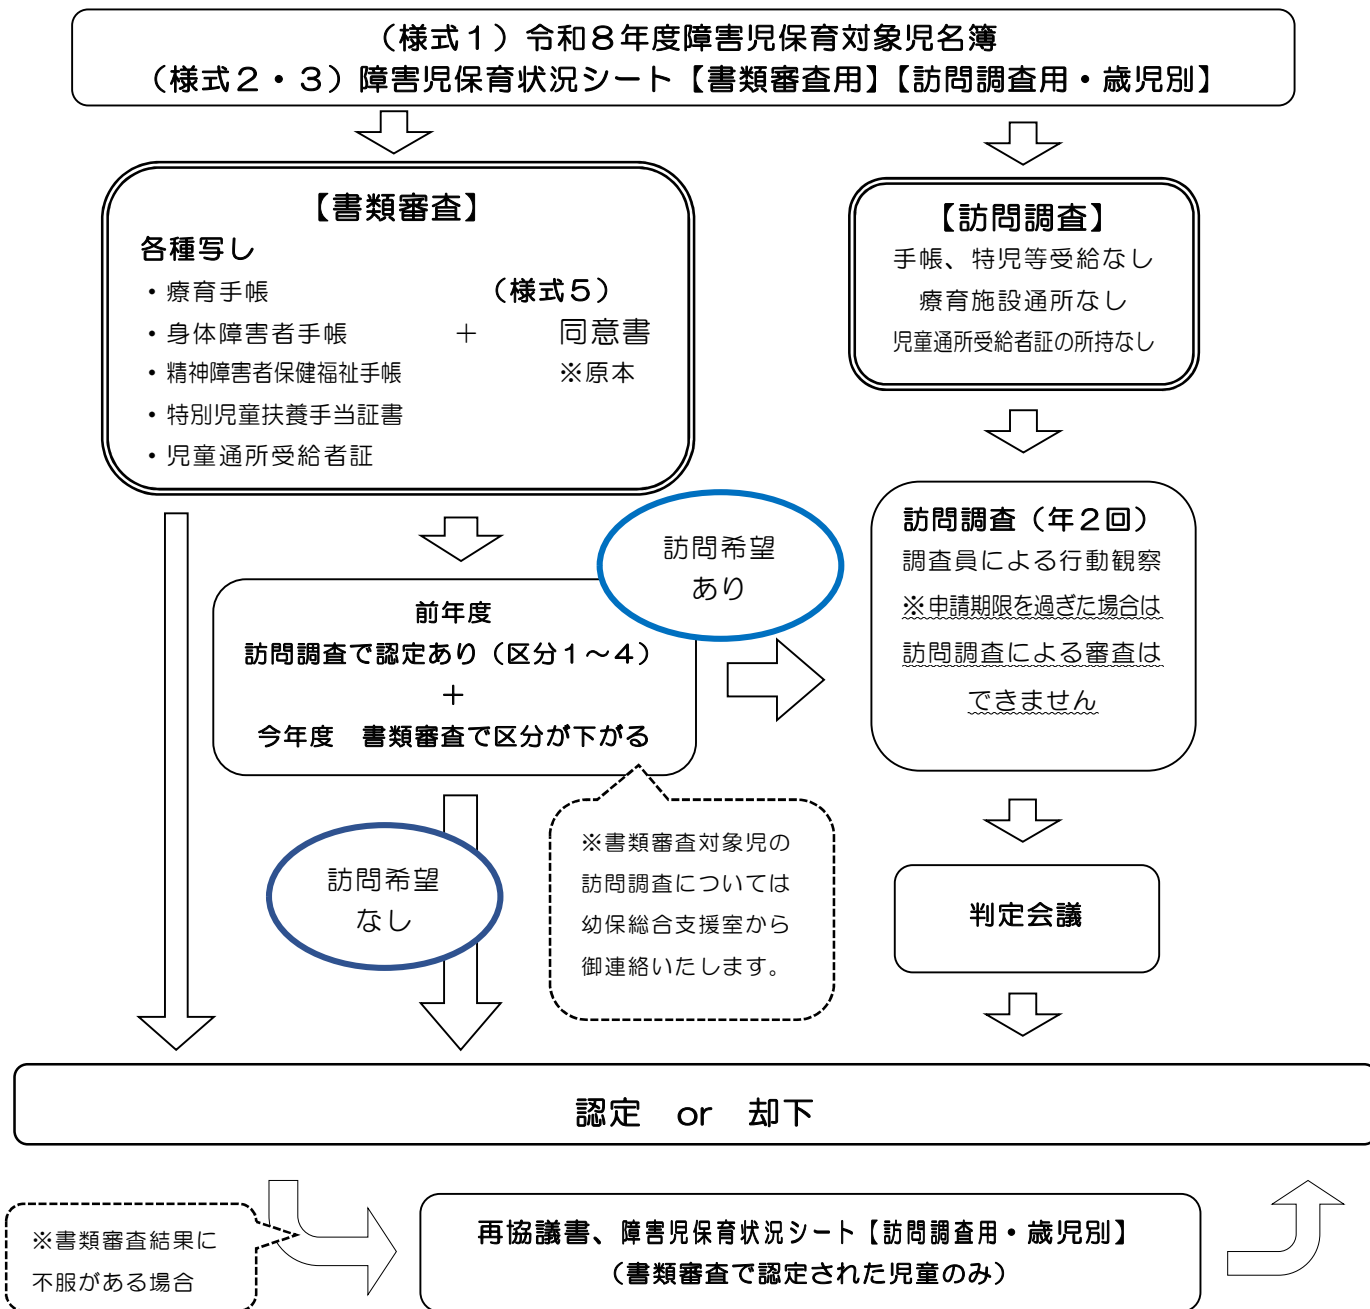 （様式１）令和８年度障害児保育対象児名簿
（様式２・３）障害児保育状況シート【書類審査用】【訪問調査用・歳児別】
【書類審査】
各種写し
・療育手帳
・身体障害者手帳
・精神障害者保健福祉手帳
・特別児童扶養手当証書
・児童通所受給者証
＋
（様式５）
同意書
※原本
【訪問調査】
手帳、特児等受給なし
療育施設通所なし
児童通所受給者証の所持なし
訪問希望
あり
前年度
訪問調査で認定あり（区分１～４）
＋
今年度　書類審査で区分が下がる
訪問調査（年２回）
調査員による行動観察
※申請期限を過ぎた場合は
訪問調査による審査は
できません
訪問希望
なし
※書類審査対象児の
訪問調査については
幼保総合支援室から
御連絡いたします。
判定会議
認定　or　却下
※書類審査結果に
不服がある場合
再協議書、障害児保育状況シート【訪問調査用・歳児別】
（書類審査で認定された児童のみ）